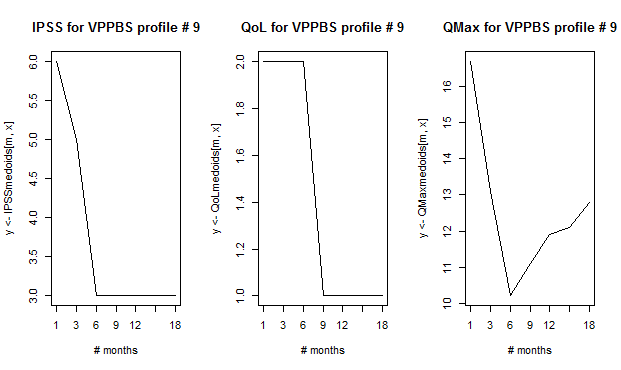 IPSS for VPPBS profile # 9
y <- IPSSmedoids[m, x]
6.0
5.5
5.0
4.5
4.0
3.5
3.0
1 3 6 9 12 18
# months
QoL for VPPBS profile # 9
y <- QoLmedoids[m, x]
2.0
1.8
1.6
1.4
1.2
1.0
1 3 6 9 12 18
# months
QMax for VPPBS profile # 9
y <- QMaxmedoids[m, x]
16
15
14
13
12
11
10
1 3 6 9 12 18
# months